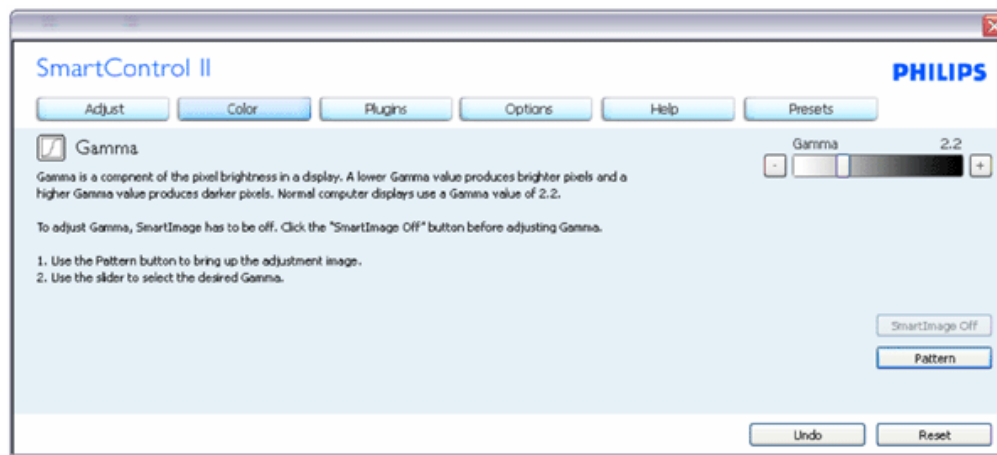 SmartControl II
PHILIPS
Adjust
Color
Plugins
Options
Help
Presets
Gamma
Gamma 2.2
- +
Gamma is a compnent of the pixel brightness in a display. A lower Gamma value produces brighter pixels and a
higher Gamma value produces darker pixels. Normal computer displays use a Gamma value of 2.2.
To adjust Gamma, SmartImage has to be off. Click the "SmartImage Off" button before adjusting Gamma.
1. Use the Pattern button to bring up the adjustment image.
2. Use the slider to select the desired Gamma.
SmartImage Off
Pattern
Undo
Reset